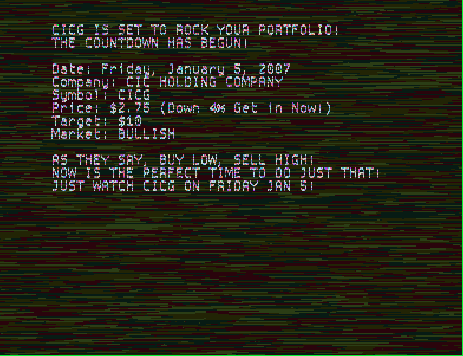 CICG IS SET TO ROCK YOUR PORTFOLIO!
THE COUNTDOWN HAS BEGUN!
Date: Friday, January 5, 2007
Company: CIC HOLDING COMPANY
Symbol: CICG
Price: $2.75 (Down Get in Now!)
Target: $10
Market: BULLISH
AS THEY SAY, BUY LOW, SELL HIGH!
NOW IS THE PERFECT TIME TO DO JUST THAT!
JUST WATCH CICG ON FRIDAY JAN 5!